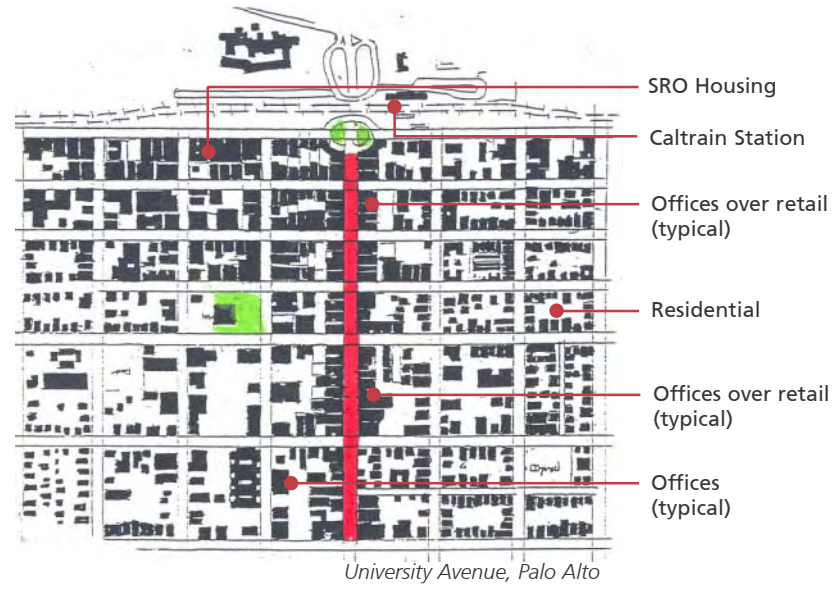 SRO Housing
Caltrain Station
Offices over retail
(typical)
Residential
Offices over retail
(typical)
Offices
(typical)
University Avenue, Palo Alto